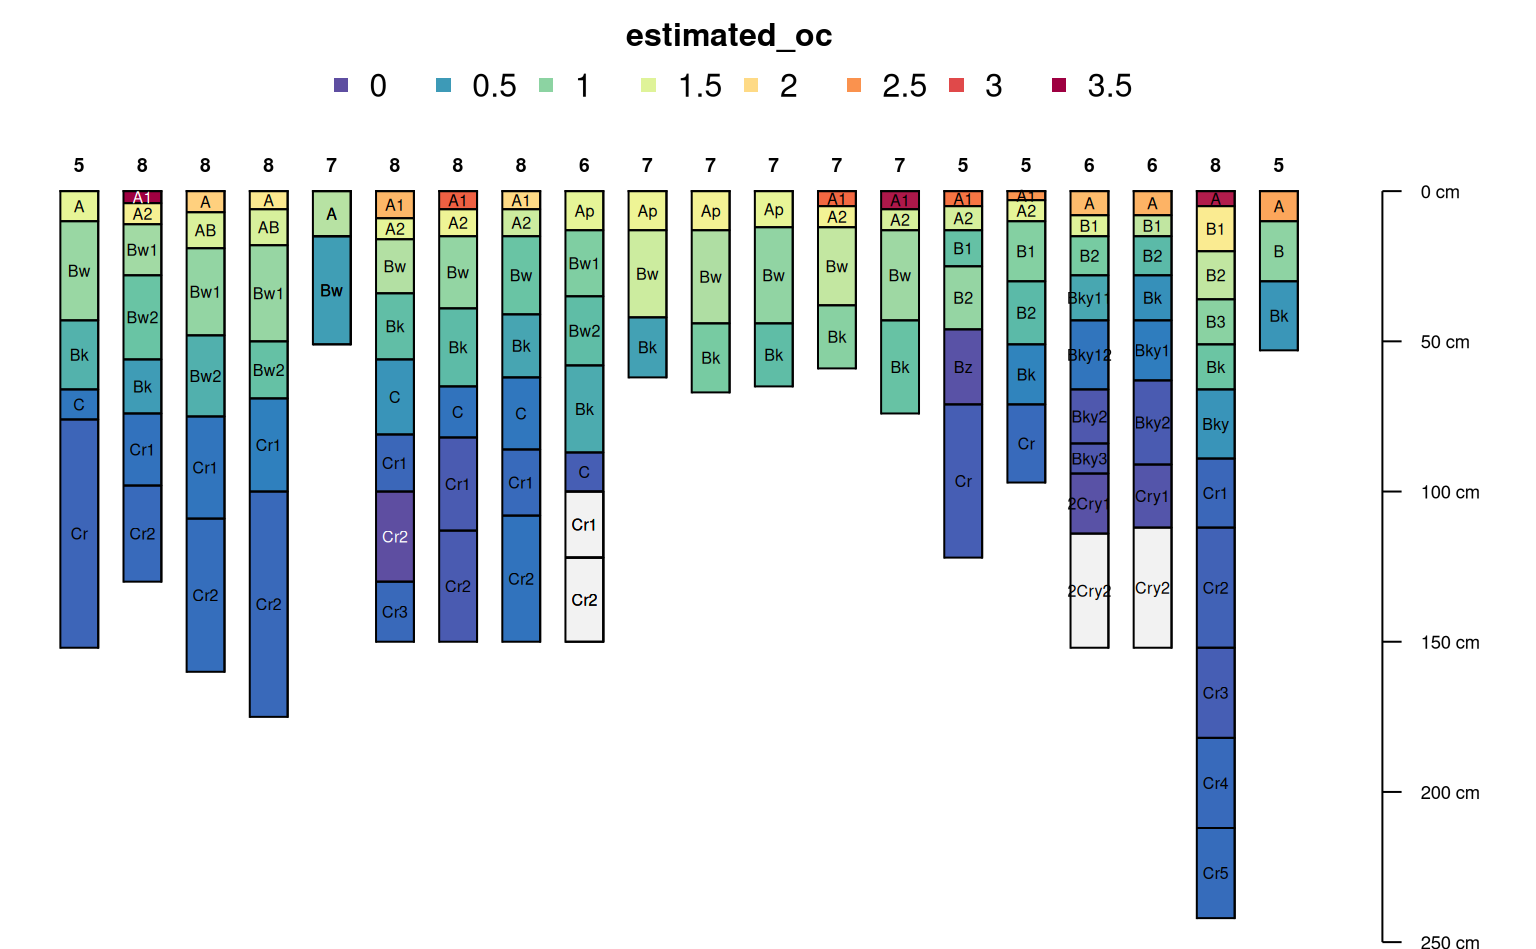 estimated_oc
0 0.5 1 1.5 2 2.5 3 3.5
5 8 8 8 7 8 8 8 6 7 7 7 7 7 5 5 6 6 8 5
A Bw Bk C Cr
A1 A2 Bw1 Bw2 Bk Cr1 Cr2
A AB Bw1 Bw2 Cr1 Cr2
A AB Bw1 Bw2 Cr1 Cr2
A Bw
A1 A2 Bw Bk C Cr1 Cr2 Cr3
A1 A2 Bw Bk C Cr1 Cr2
A1 A2 Bw Bk C Cr1 Cr2
Ap Bw1 Bw2 Bk C Cr1 Cr2
Ap Bw Bk
Ap Bw Bk
Ap Bw Bk
A1 A2 Bw Bk
A1 A2 Bw Bk
A1 A2 B1 B2 Bz Cr
A1 A2 B1 B2 Bk Cr
A B1 B2 Bky11 Bky12 Bky2 Bky3 2Cry1 2Cry2
A B1 B2 Bk Bky1 Bky2 Cry1 Cry2
A B1 B2 B3 Bk Bky Cr1 Cr2 Cr3 Cr4 Cr5
A B Bk
0 cm
50 cm
100 cm
150 cm
200 cm
250 cm